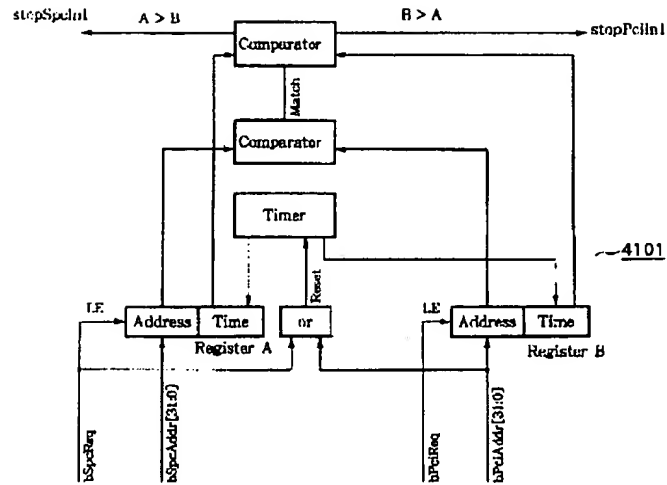 stopSpcIn1
A > B
B > A
stopPciIn1
Comparator
Match
Comparator
Timer
4101
Reset
LE
Address
Time
or
LE
Address
Time
Register A
Register B
bSpcReq
bSpcAddr[31:0]
bPciReq
bPciAddr[31:0]